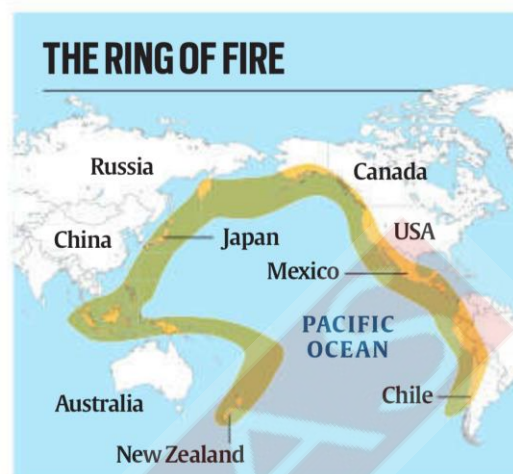 THE RING OF FIRE
Russia
Canada
China
Japan
USA
Mexico
PACIFIC
OCEAN
Australia
Chile
New Zealand